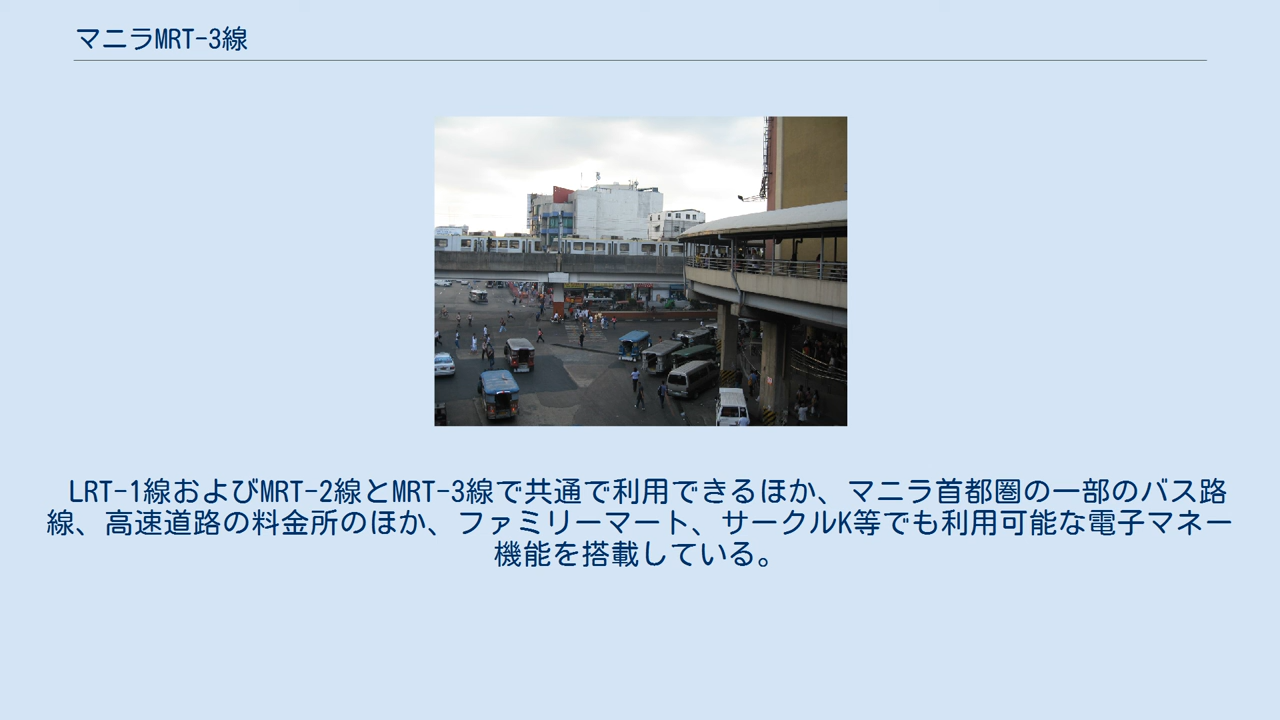 マニラMRT-3線
LRT-1線およびMRT-2線とMRT-3線で共通で利用できるほか、マニラ首都圏の一部のバス路
線、高速道路の料金所のほか、ファミリーマート、サークルK等でも利用可能な電子マネー
機能を搭載している。